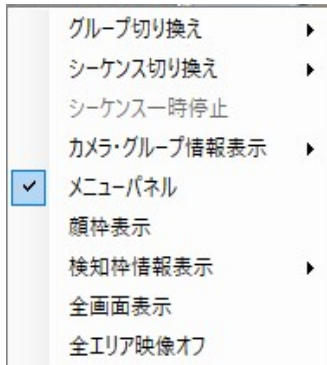 グループ切り換え
シーケンス切り換え
シーケンス一時停止
カメラ・グループ情報表示
メニューパネル
顔枠表示
検知枠情報表示
全画面表示
全エリア映像オフ